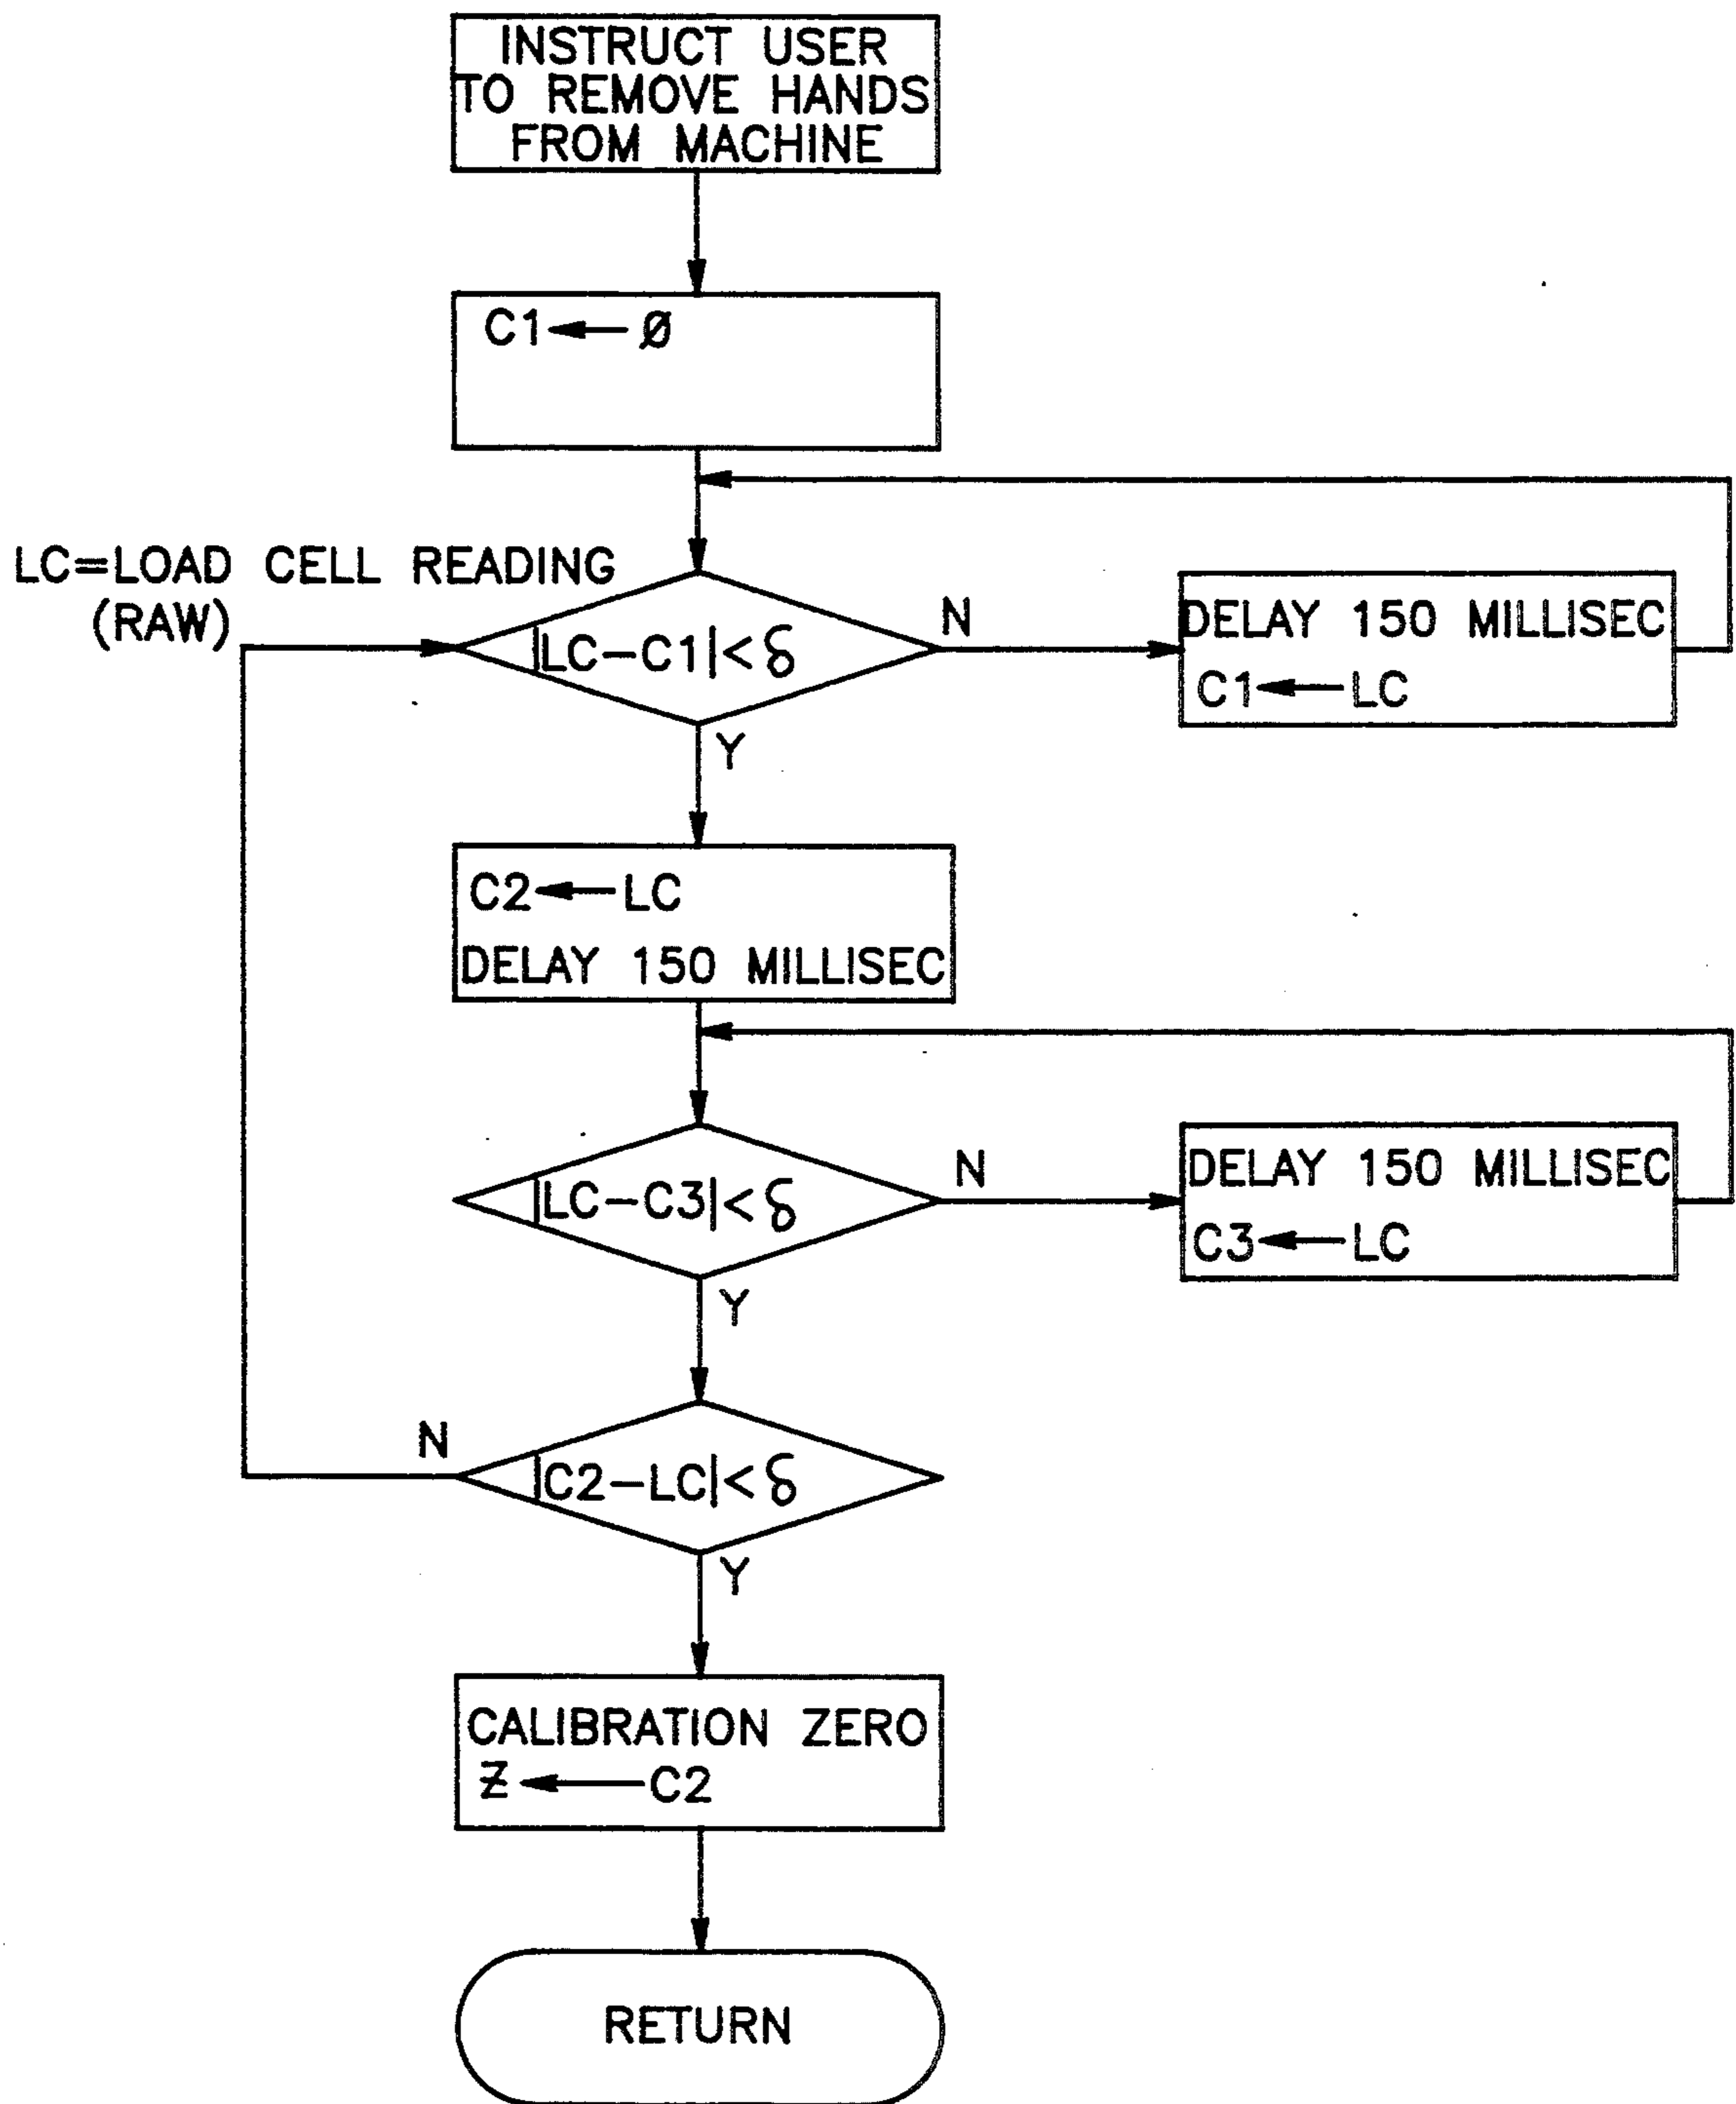 INSTRUCT USER
TO REMOVE HANDS
FROM MACHINE
C1←Ø
LC=LOAD CELL READING
(RAW)
|LC-C1|<δ
N
DELAY 150 MILLISEC
C1←LC
Y
C2←LC
DELAY 150 MILLISEC
|LC-C3|<δ
N
DELAY 150 MILLISEC
C3←LC
Y
N
|C2-LC|<δ
Y
CALIBRATION ZERO
Z←C2
RETURN